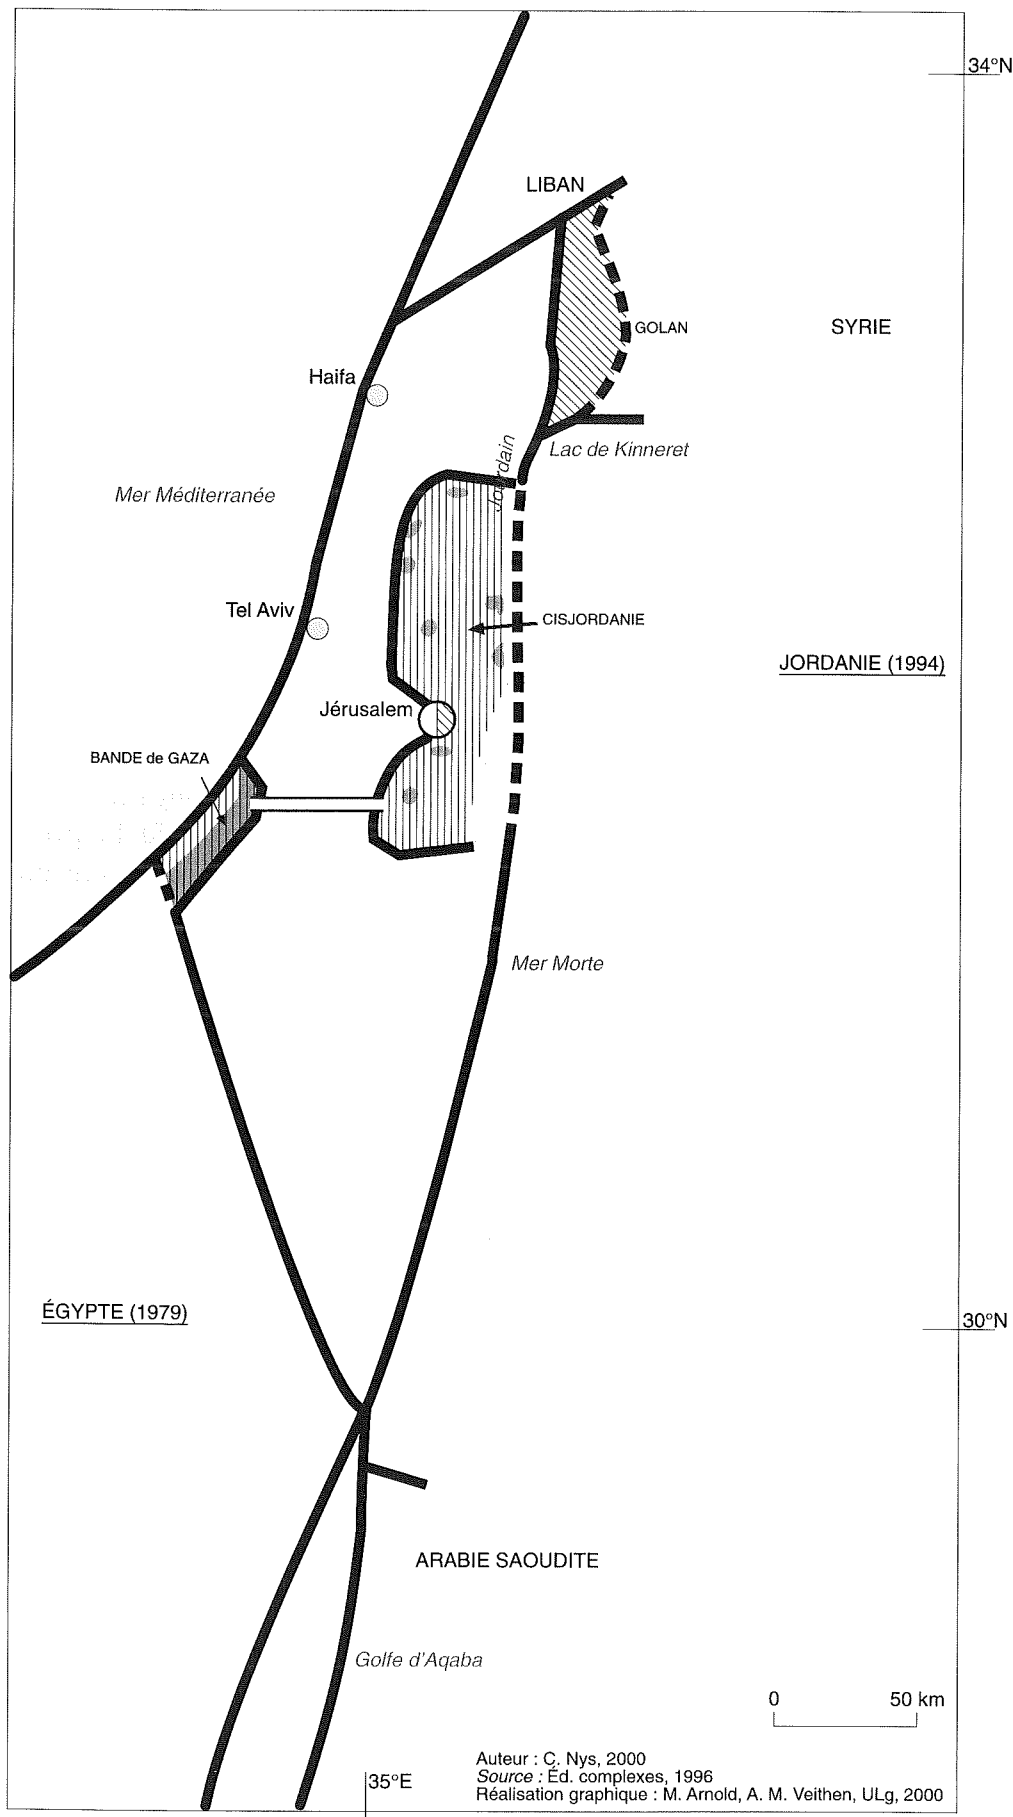 34°N
LIBAN
GOLAN
SYRIE
Haifa
Lac de Kinneret
Jourdain
Mer Méditerranée
Tel Aviv
CISJORDANIE
JORDANIE (1994)
Jérusalem
BANDE de GAZA
Mer Morte
ÉGYPTE (1979)
30°N
ARABIE SAOUDITE
Golfe d'Aqaba
0 50 km
35°E
Auteur : C. Nys, 2000
Source : Éd. complexes, 1996
Réalisation graphique : M. Arnold, A. M. Veithen, ULg, 2000